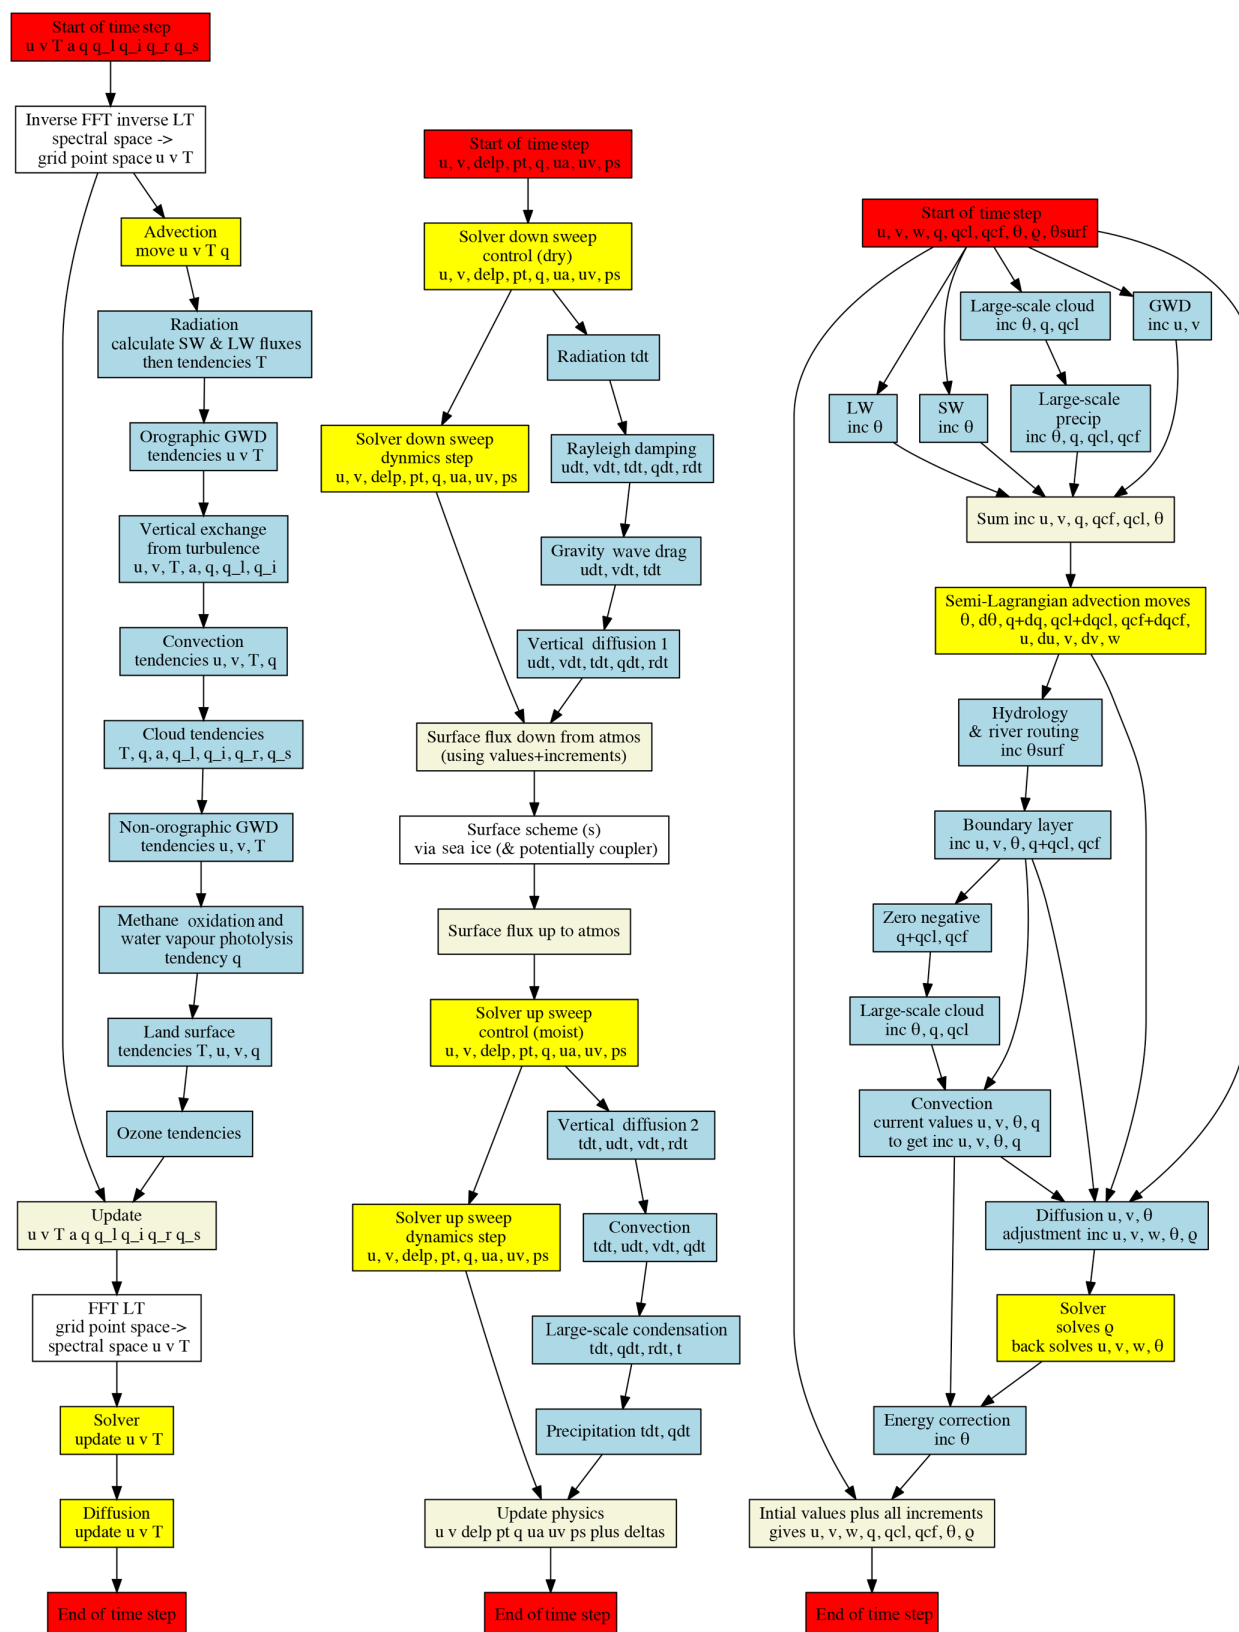 Start of time step
u v T a q q_l q_i q_r q_s
Inverse FFT inverse LT
spectral space ->
grid point space u v T
Advection
move u v T q
Radiation
calculate SW & LW fluxes
then tendencies T
Orographic GWD
tendencies u v T
Vertical exchange
from turbulence
u, v, T, a, q, q_l, q_i
Convection
tendencies u, v, T, q
Cloud tendencies
T, q, a, q_l, q_i, q_r, q_s
Non-orographic GWD
tendencies u, v, T
Methane oxidation and
water vapour photolysis
tendency q
Land surface
tendencies T, u, v, q
Ozone tendencies
Update
u v T a q q_l q_i q_r q_s
FFT LT
grid point space->
spectral space u v T
Solver
update u v T
Diffusion
update u v T
End of time step
Start of time step
u, v, delp, pt, q, ua, uv, ps
Solver down sweep
control (dry)
u, v, delp, pt, q, ua, uv, ps
Radiation tdt
Solver down sweep
dynmics step
u, v, delp, pt, q, ua, uv, ps
Rayleigh damping
udt, vdt, tdt, qdt, rdt
Gravity wave drag
udt, vdt, tdt
Vertical diffusion 1
udt, vdt, tdt, qdt, rdt
Surface flux down from atmos
(using values+increments)
Surface scheme (s)
via sea ice (& potentially coupler)
Surface flux up to atmos
Solver up sweep
control (moist)
u, v, delp, pt, q, ua, uv, ps
Vertical diffusion 2
tdt, udt, vdt, rdt
Solver up sweep
dynamics step
u, v, delp, pt, q, ua, uv, ps
Convection
tdt, udt, vdt, qdt
Large-scale condensation
tdt, qdt, rdt, t
Precipitation tdt, qdt
Update physics
u v delp pt q ua uv ps plus deltas
End of time step
Start of time step
u, v, w, q, qcl, qcf, θ, ϱ, θsurf
Large-scale cloud
inc θ, q, qcl
GWD
inc u, v
LW
inc θ
SW
inc θ
Large-scale
precip
inc θ, q, qcl, qcf
Sum inc u, v, q, qcf, qcl, θ
Semi-Lagrangian advection moves
θ, dθ, q+dq, qcl+dqcl, qcf+dqcf,
u, du, v, dv, w
Hydrology
& river routing
inc θsurf
Boundary layer
inc u, v, θ, q+qcl, qcf
Zero negative
q+qcl, qcf
Large-scale cloud
inc θ, q, qcl
Convection
current values u, v, θ, q
to get inc u, v, θ, q
Diffusion u, v, θ
adjustment inc u, v, w, θ, ϱ
Solver
solves ϱ
back solves u, v, w, θ
Energy correction
inc θ
Intial values plus all increments
gives u, v, w, q, qcl, qcf, θ, ϱ
End of time step